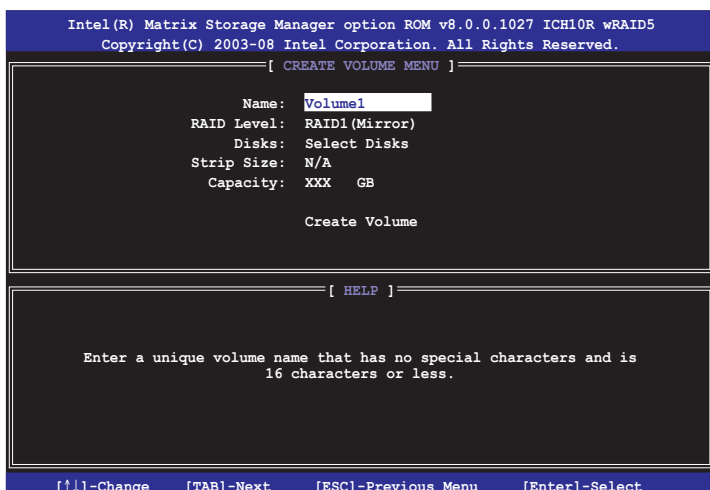 Intel(R) Matrix Storage Manager option ROM v8.0.0.1027 ICH10R wRAID5
Copyright(C) 2003-08 Intel Corporation. All Rights Reserved.
[ CREATE VOLUME MENU ]
Name: Volume1
RAID Level: RAID1(Mirror)
Disks: Select Disks
Strip Size: N/A
Capacity: XXX GB
Create Volume
[ HELP ]
Enter a unique volume name that has no special characters and is
16 characters or less.
[↑↓]-Change [TAB]-Next [ESC]-Previous Menu [Enter]-Select